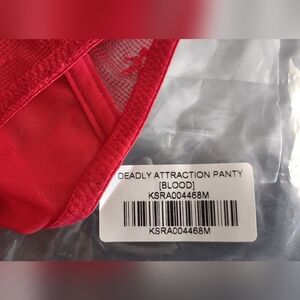 DEADLY ATTRACTION PANTY
[BLOOD]
KSRA004468M
KSRA004468M